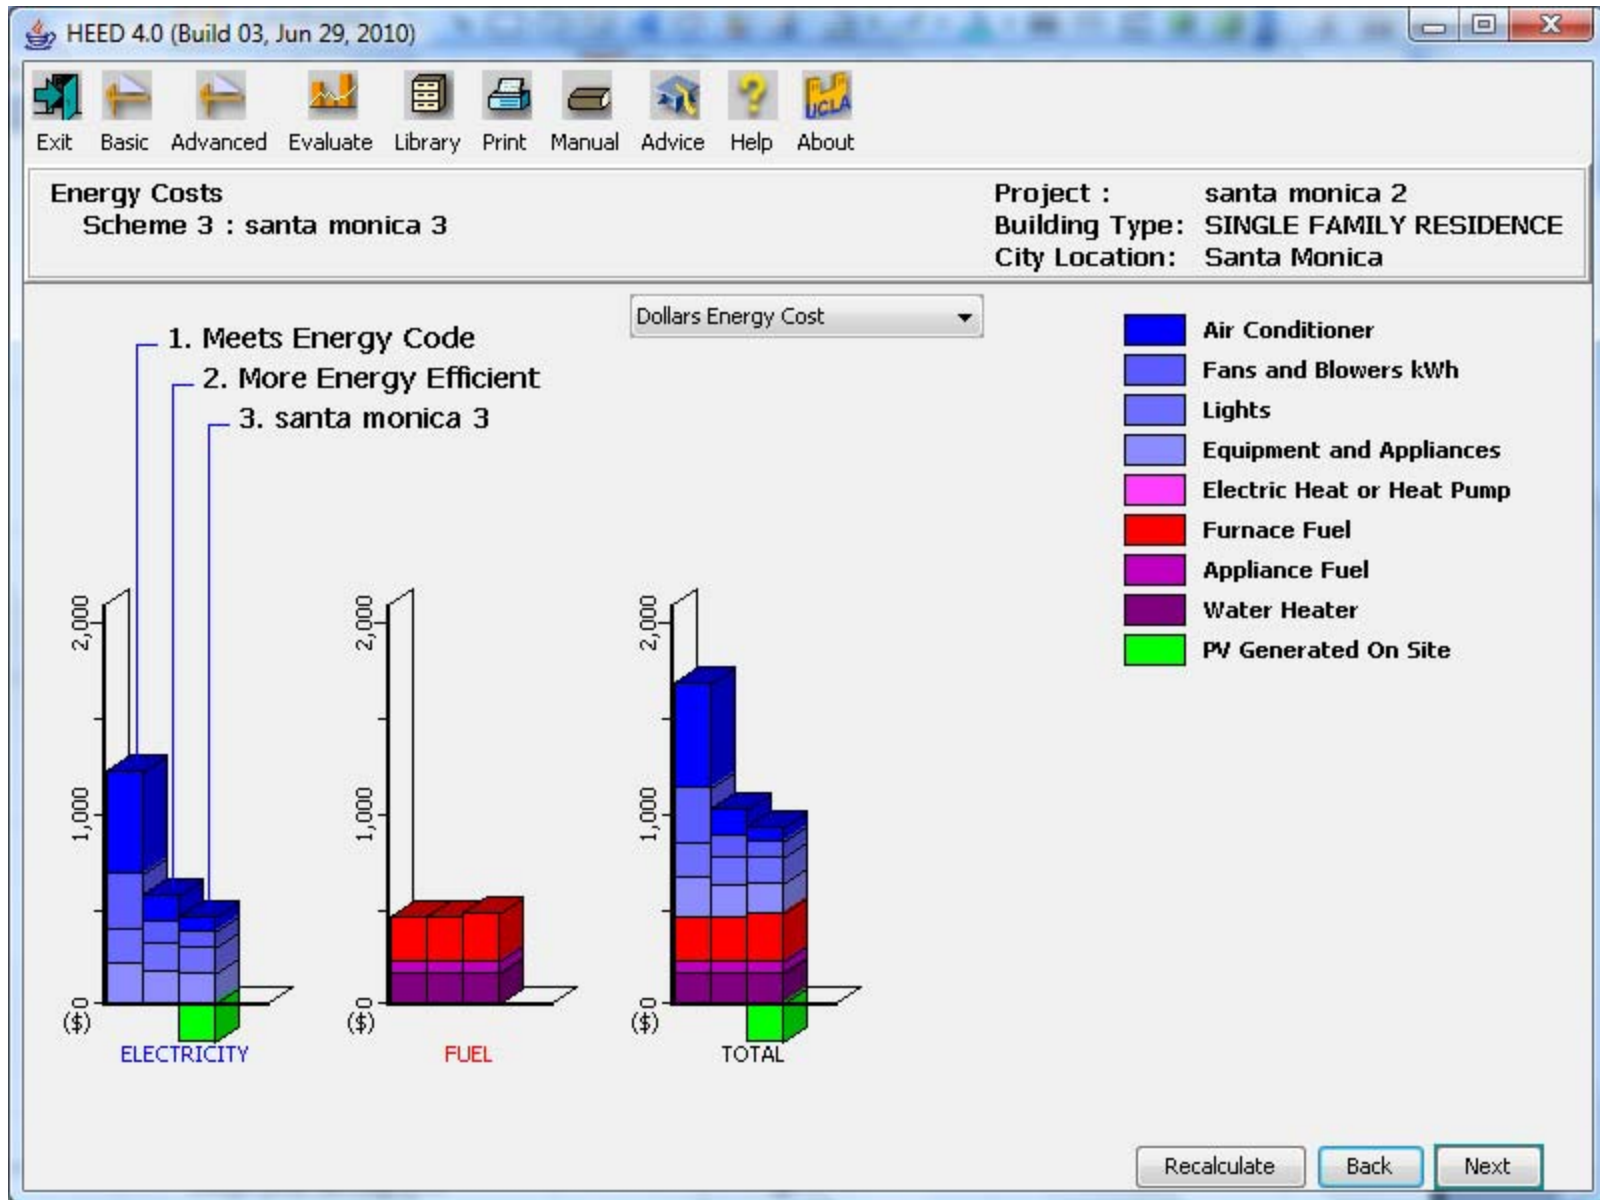 HEED 4.0 (Build 03, Jun 29, 2010)
Exit Basic Advanced Evaluate Library Print Manual Advice Help About
UCLA
Energy Costs
Scheme 3 : santa monica 3
Project : santa monica 2
Building Type: SINGLE FAMILY RESIDENCE
City Location: Santa Monica
Dollars Energy Cost
1. Meets Energy Code
2. More Energy Efficient
3. santa monica 3
Air Conditioner
Fans and Blowers kWh
Lights
Equipment and Appliances
Electric Heat or Heat Pump
Furnace Fuel
Appliance Fuel
Water Heater
PV Generated On Site
2,000
1,000
0
($)
ELECTRICITY
2,000
1,000
0
($)
FUEL
2,000
1,000
0
($)
TOTAL
Recalculate Back Next